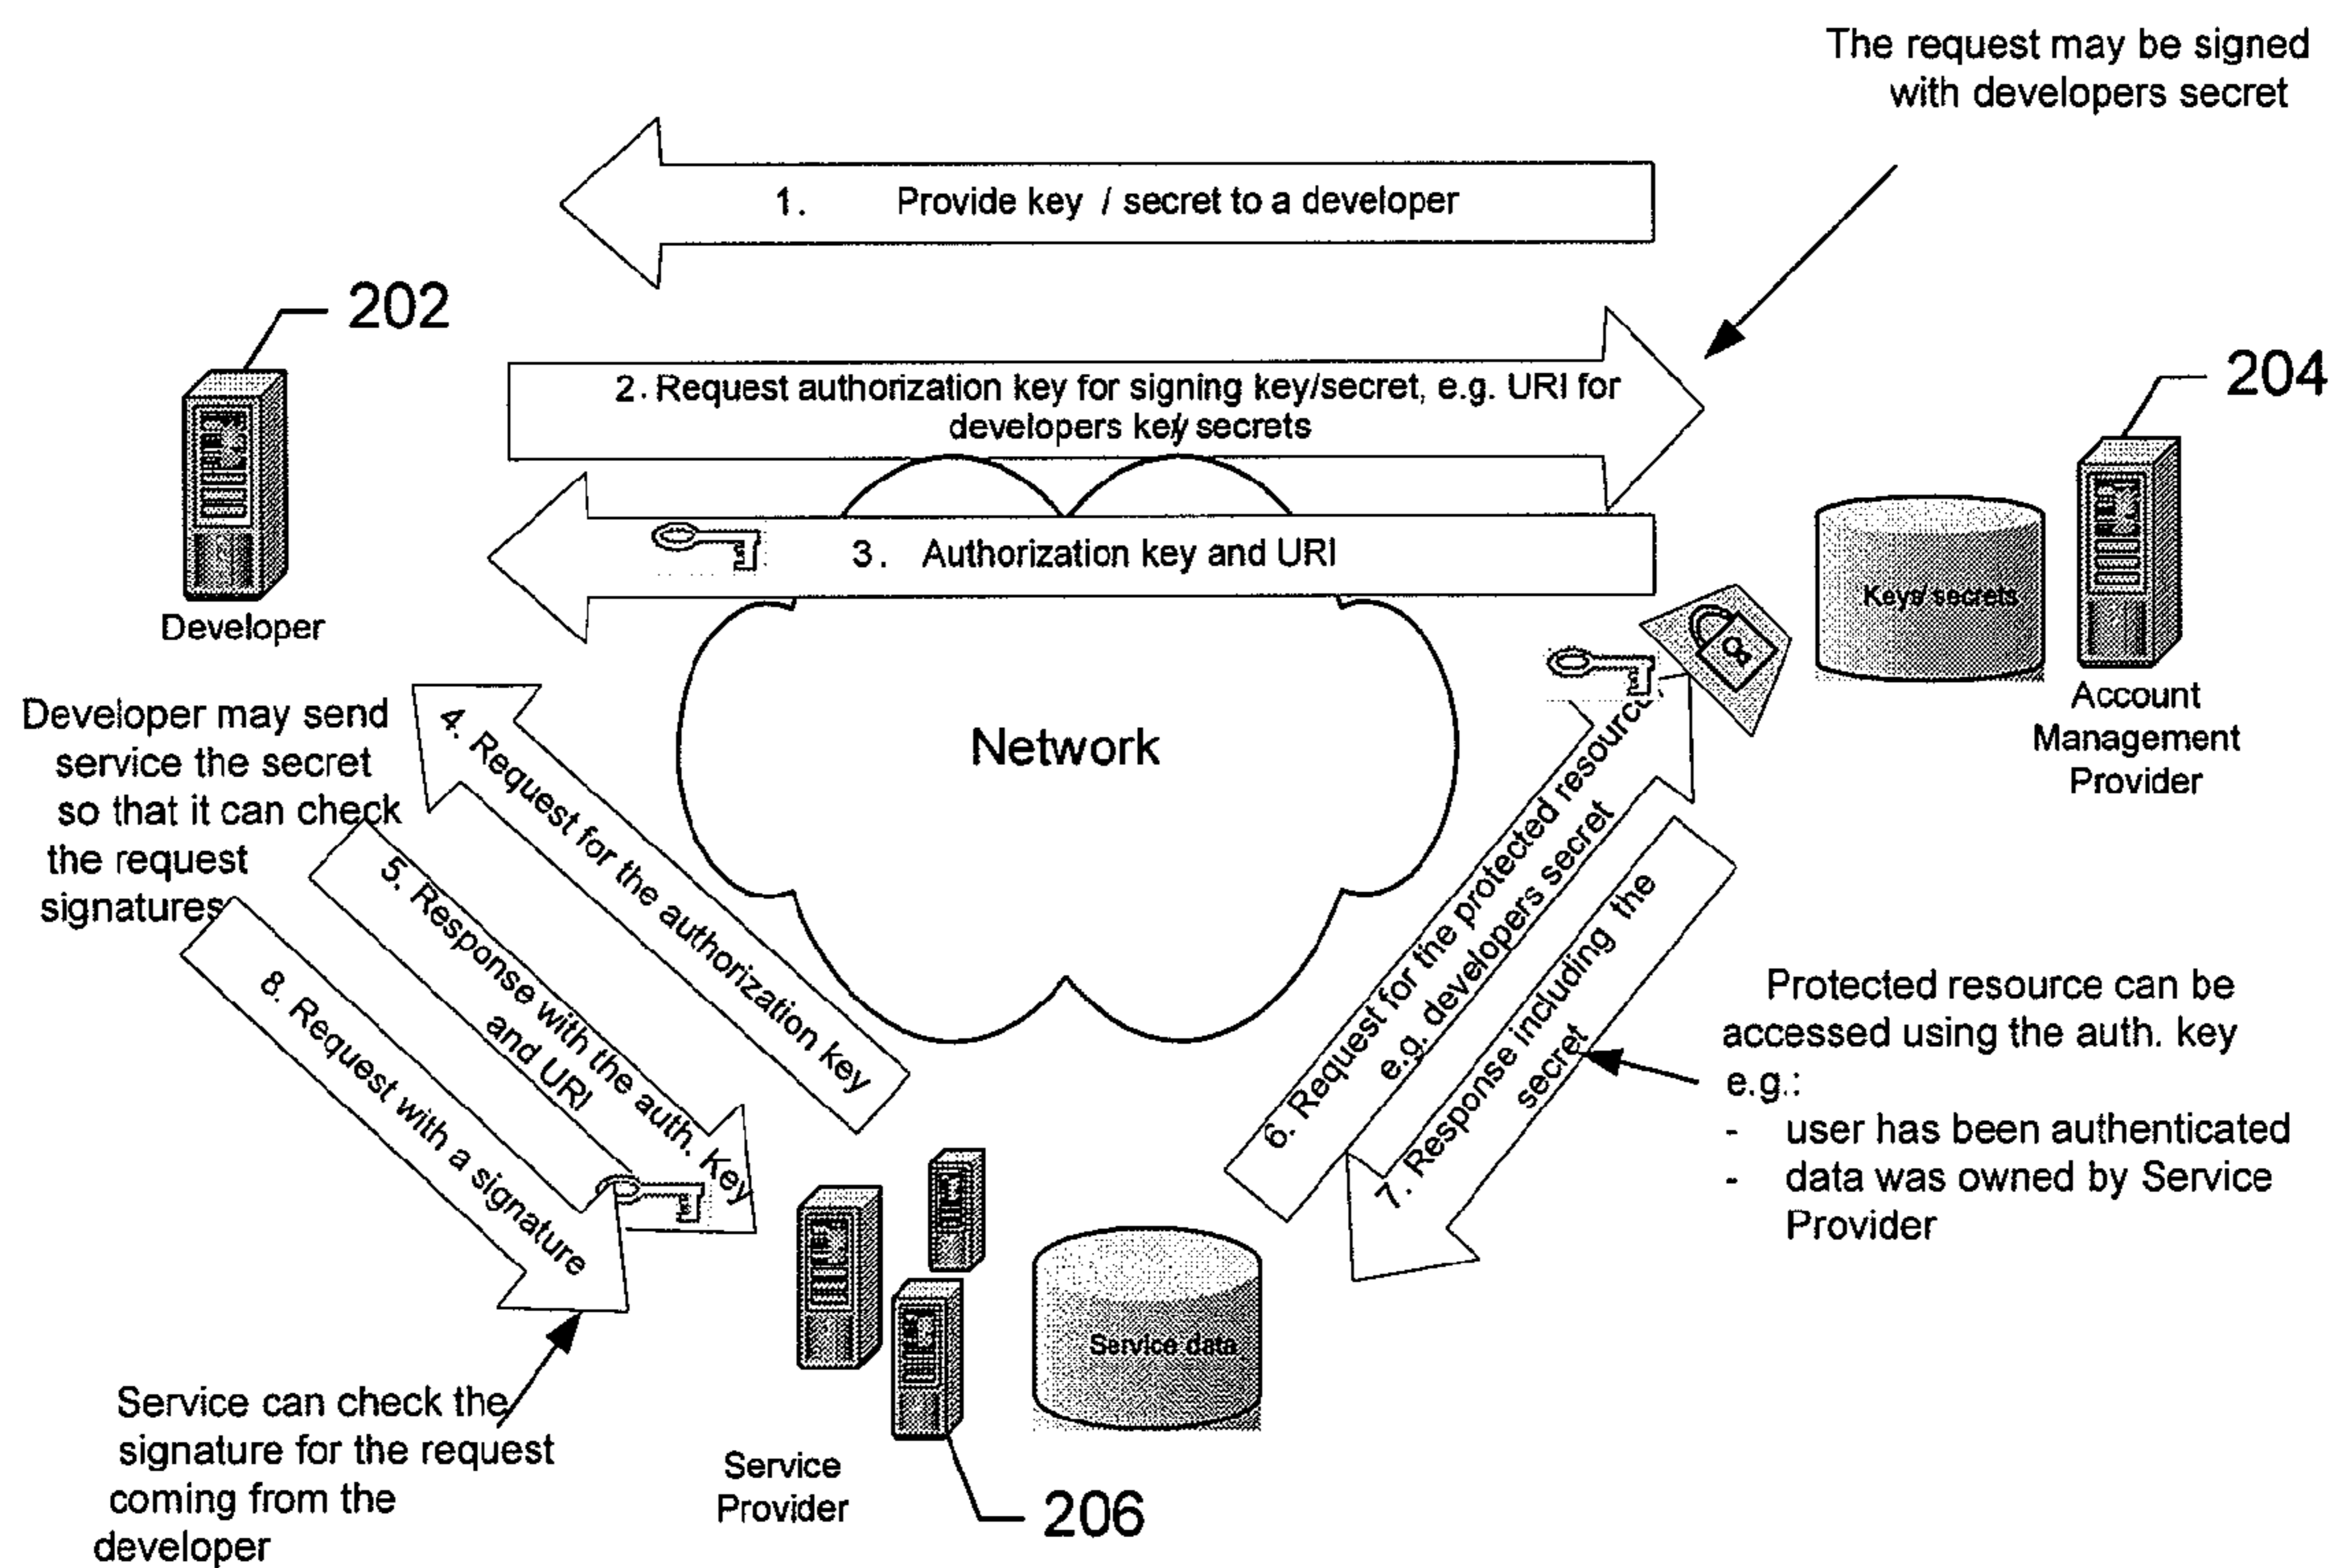 The request may be signed
with developers secret
1. Provide key / secret to a developer
202
2. Request authorization key for signing key/secret, e.g. URI for
developers key/ secrets
204
3. Authorization key and URI
Keys/ secrets
Developer
Account
Management
Provider
Network
Developer may send
service the secret
so that it can check
the request
signatures
4. Request for the authorization key
5. Response with the auth. Key
and URI
8. Request with a signature
6. Request for the protected resource
e.g. developers secret
7. Response including the
secret
Protected resource can be
accessed using the auth. key
e.g.:
- user has been authenticated
- data was owned by Service
Provider
Service data
Service can check the
signature for the request
coming from the
developer
Service
Provider
206